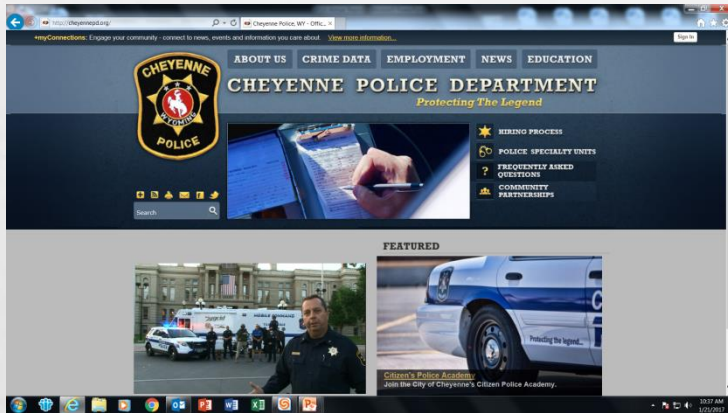 http://cheyennepd.org/
Cheyenne Police, WY - Offic...
+myConnections: Engage your community - connect to news, events and information you care about. View more information...
Sign In
ABOUT US
CRIME DATA
EMPLOYMENT
NEWS
EDUCATION
CHEYENNE
WYOMING
POLICE
CHEYENNE POLICE DEPARTMENT
Protecting The Legend
HIRING PROCESS
POLICE SPECIALTY UNITS
FREQUENTLY ASKED
QUESTIONS
COMMUNITY
PARTNERSHIPS
Search
FEATURED
MOBILE COMMAND
Protecting the legend...
Citizen's Police Academy
Join the City of Cheyenne's Citizen Police Academy.
10:37 AM